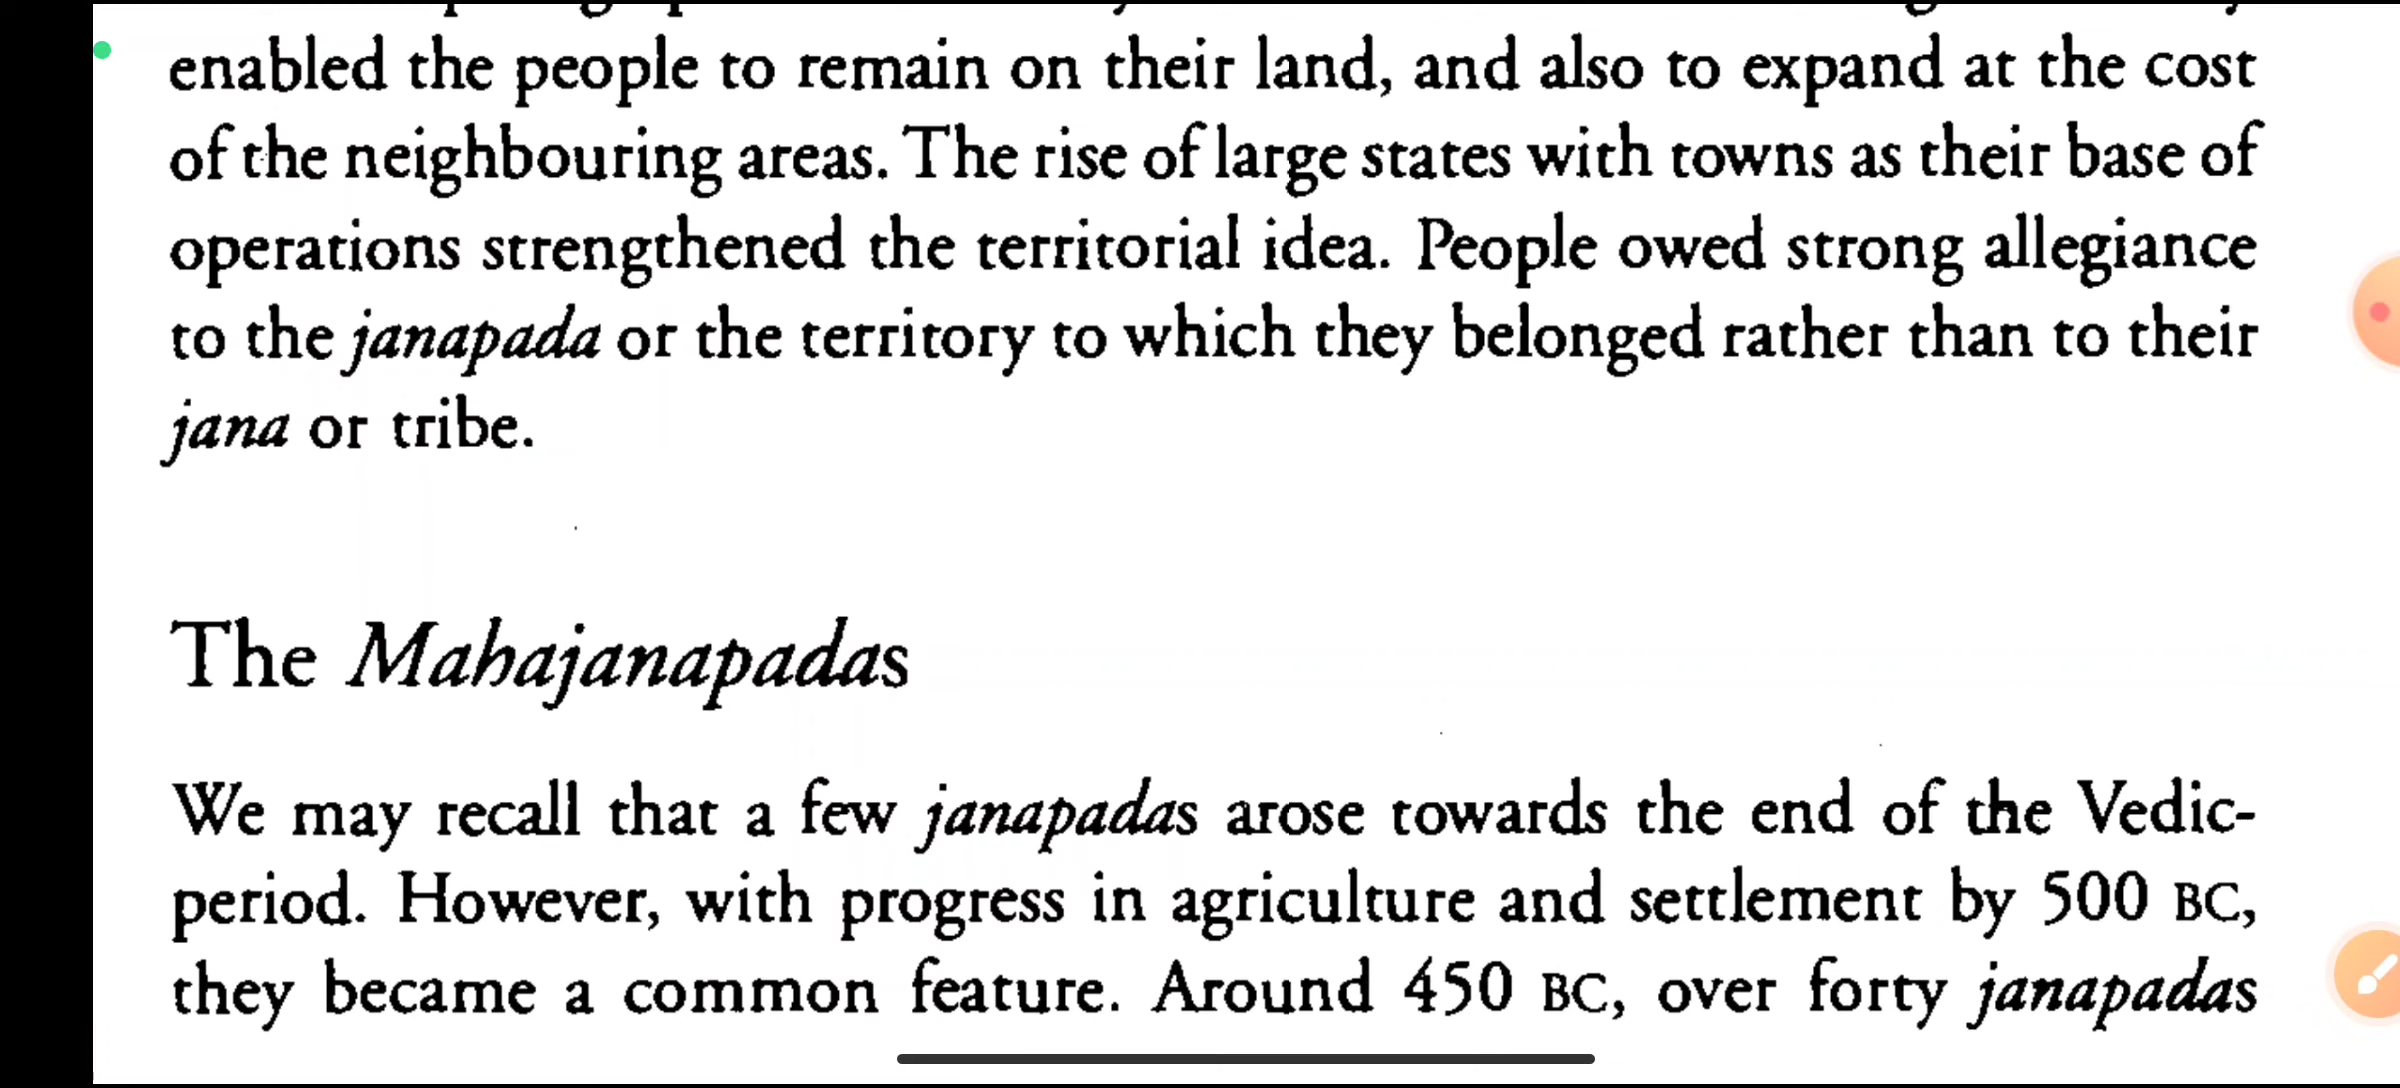 enabled the people to remain on their land, and also to expand at the cost
of the neighbouring areas. The rise of large states with towns as their base of
operations strengthened the territorial idea. People owed strong allegiance
to the janapada or the territory to which they belonged rather than to their
jana or tribe.
The Mahajanapadas
We may recall that a few janapadas arose towards the end of the Vedic-
period. However, with progress in agriculture and settlement by 500 BC,
they became a common feature. Around 450 BC, over forty janapadas